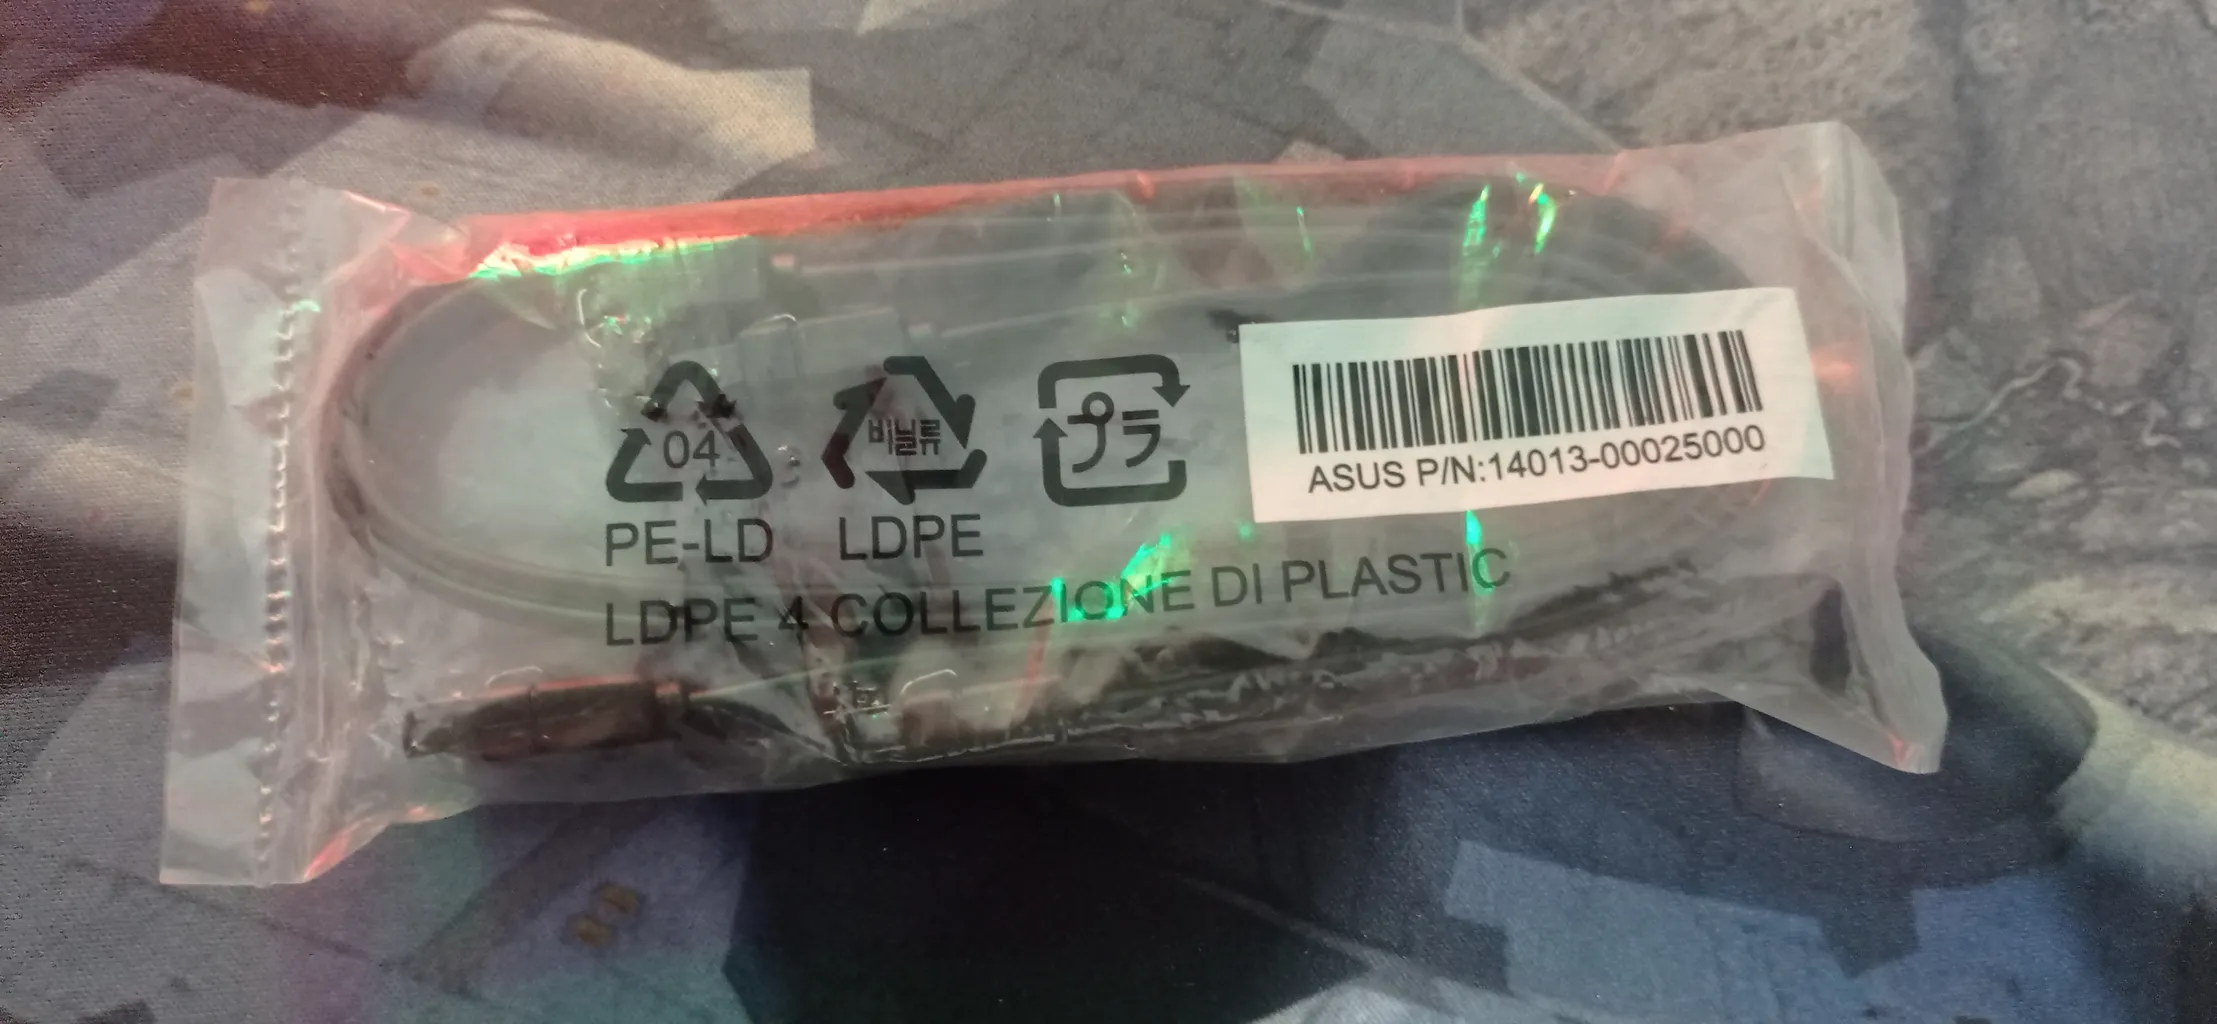 04 비닐류 プラ
PE-LD LDPE
LDPE 4 COLLEZIONE DI PLASTIC
ASUS P/N:14013-00025000